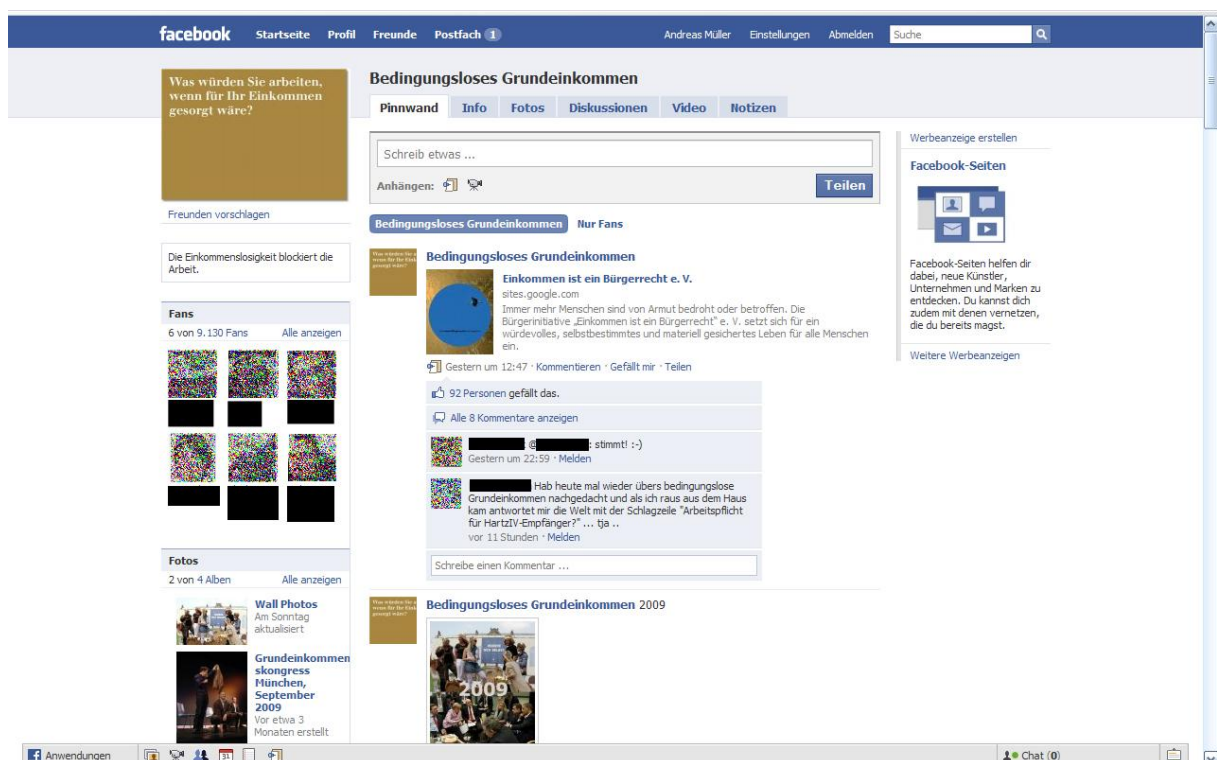 facebook Startseite Profil Freunde Postfach 1 Andreas Müller Einstellungen Abmelden Suche
Was würden Sie arbeiten,
wenn für Ihr Einkommen
gesorgt wäre?
Freunden vorschlagen
Die Einkommenslosigkeit blockiert die
Arbeit.
Fans
6 von 9.130 Fans Alle anzeigen
Fotos
2 von 4 Alben Alle anzeigen
Wall Photos
Am Sonntag
aktualisiert
Grundeinkommen
skongress
München,
September
2009
Vor etwa 3
Monaten erstellt
Bedingungsloses Grundeinkommen
Pinnwand Info Fotos Diskussionen Video Notizen
Schreib etwas ...
Anhängen: Teilen
Bedingungsloses Grundeinkommen Nur Fans
Bedingungsloses Grundeinkommen
Einkommen ist ein Bürgerrecht e. V.
sites.google.com
Immer mehr Menschen sind von Armut bedroht oder betroffen. Die
Bürgerinitiative „Einkommen ist ein Bürgerrecht“ e. V. setzt sich für ein
würdevolles, selbstbestimmtes und materiell gesichertes Leben für alle Menschen
ein.
Gestern um 12:47 · Kommentieren · Gefällt mir · Teilen
92 Personen gefällt das.
Alle 8 Kommentare anzeigen
: @ : stimmt! :-)
Gestern um 22:59 · Melden
Hab heute mal wieder übers bedingungslose
Grundeinkommen nachgedacht und als ich raus aus dem Haus
kam antwortet mir die Welt mit der Schlagzeile "Arbeitspflicht
für HartzIV-Empfänger?" ... tja ..
vor 11 Stunden · Melden
Schreibe einen Kommentar ...
Bedingungsloses Grundeinkommen 2009
2009
Werbeanzeige erstellen
Facebook-Seiten
Facebook-Seiten helfen dir
dabei, neue Künstler,
Unternehmen und Marken zu
entdecken. Du kannst dich
zudem mit denen vernetzen,
die du bereits magst.
Weitere Werbeanzeigen
Anwendungen 31 Chat (0)